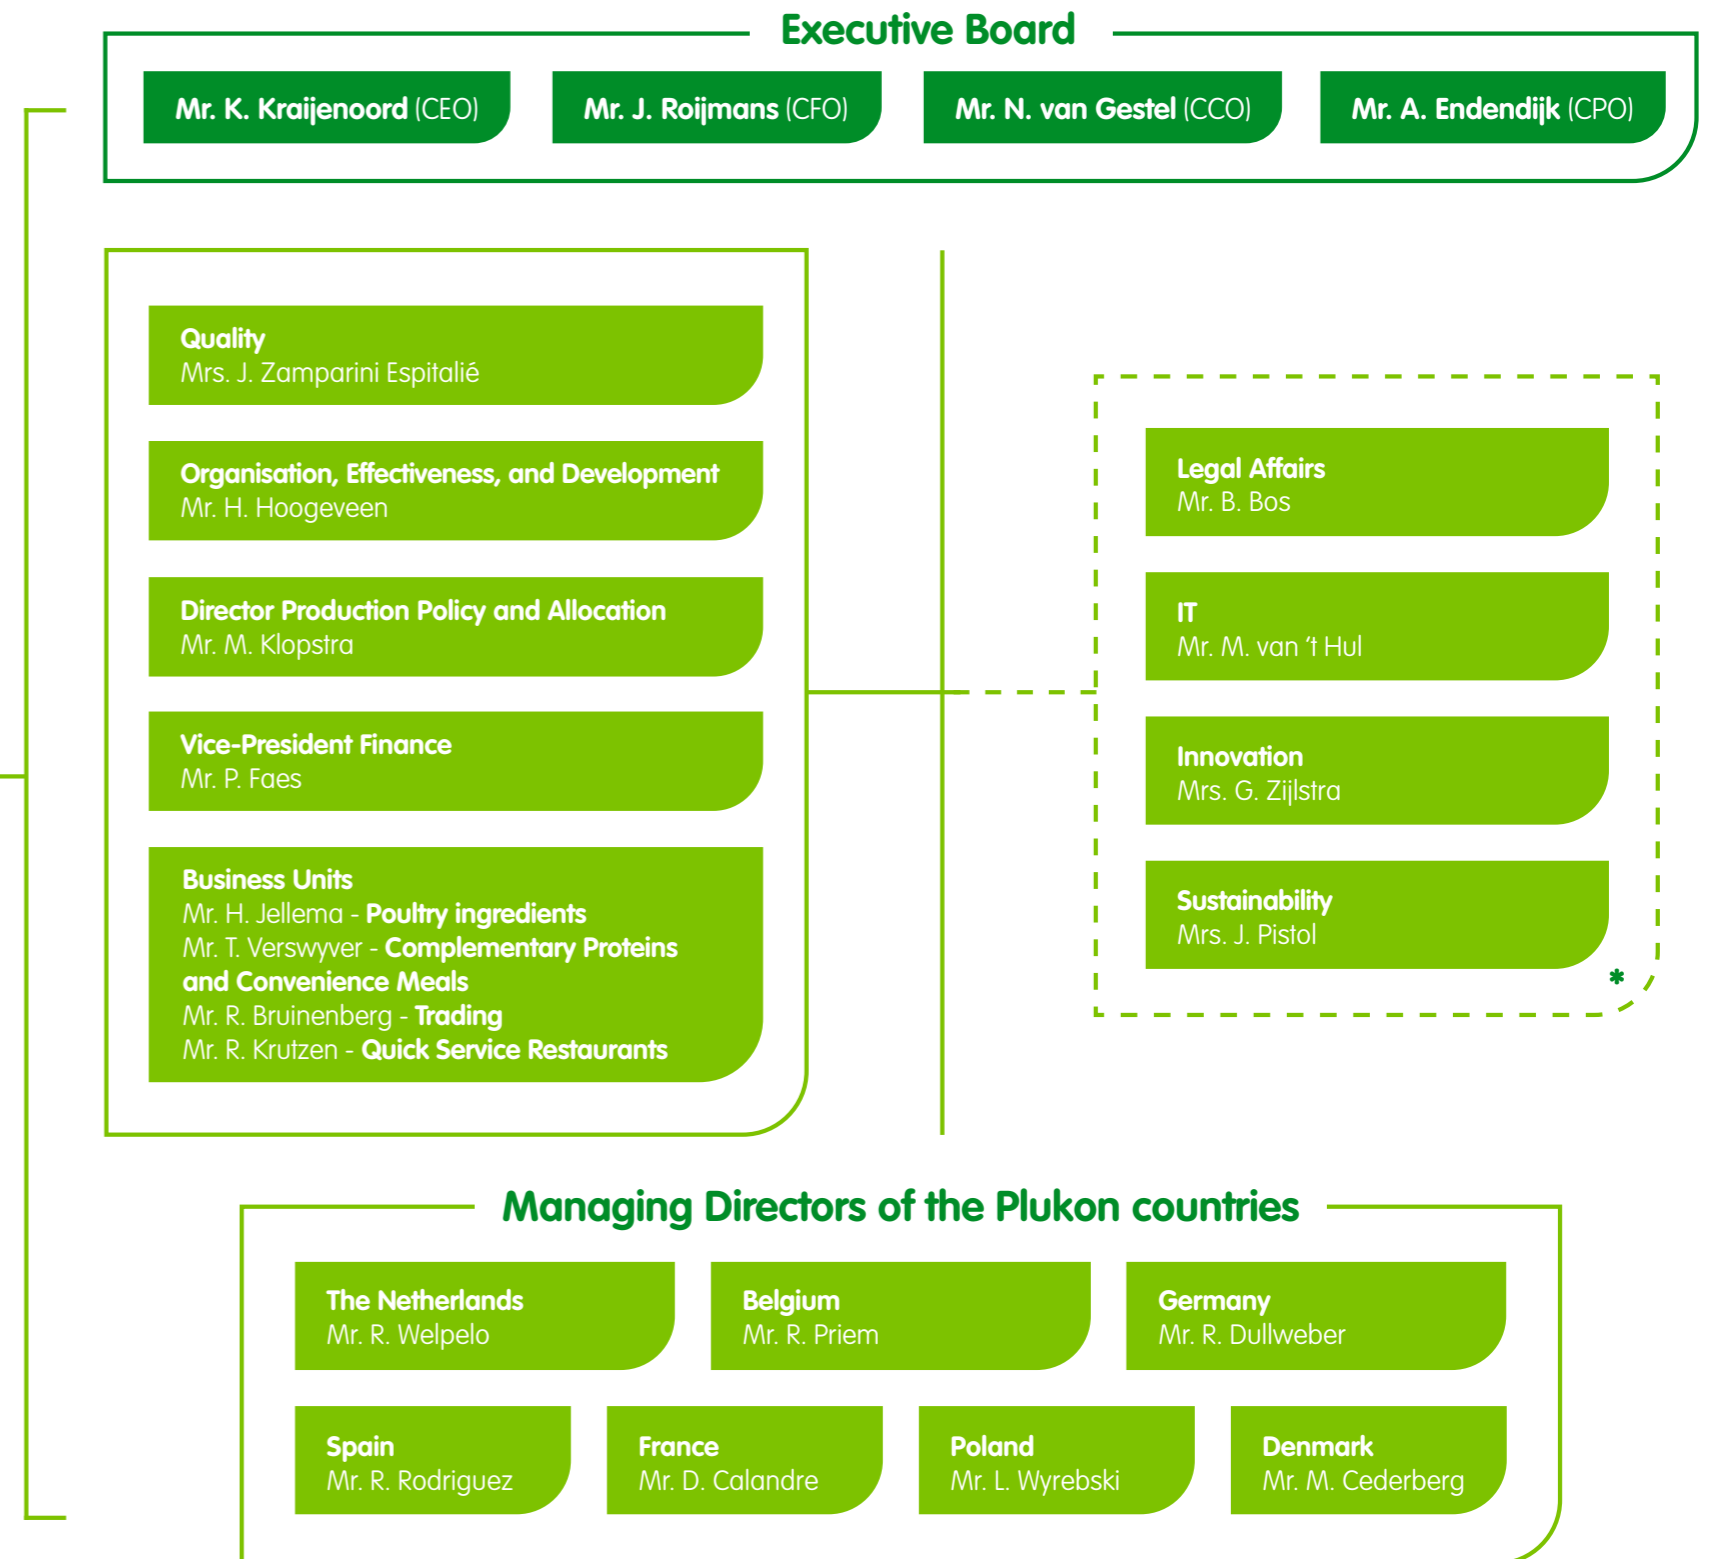 Executive Board
Mr. K. Kraijenoord (CEO)
Mr. J. Roijmans (CFO)
Mr. N. van Gestel (CCO)
Mr. A. Endendijk (CPO)
Quality
Mrs. J. Zamparini Espitalié
Organisation, Effectiveness, and Development
Mr. H. Hoogeveen
Director Production Policy and Allocation
Mr. M. Klopstra
Vice-President Finance
Mr. P. Faes
Business Units
Mr. H. Jellema - Poultry ingredients
Mr. T. Verswyver - Complementary Proteins
and Convenience Meals
Mr. R. Bruinenberg - Trading
Mr. R. Krutzen - Quick Service Restaurants
Legal Affairs
Mr. B. Bos
IT
Mr. M. van ’t Hul
Innovation
Mrs. G. Zijlstra
Sustainability
Mrs. J. Pistol
*
Managing Directors of the Plukon countries
The Netherlands
Mr. R. Welpelo
Belgium
Mr. R. Priem
Germany
Mr. R. Dullweber
Spain
Mr. R. Rodriguez
France
Mr. D. Calandre
Poland
Mr. L. Wyrebski
Denmark
Mr. M. Cederberg